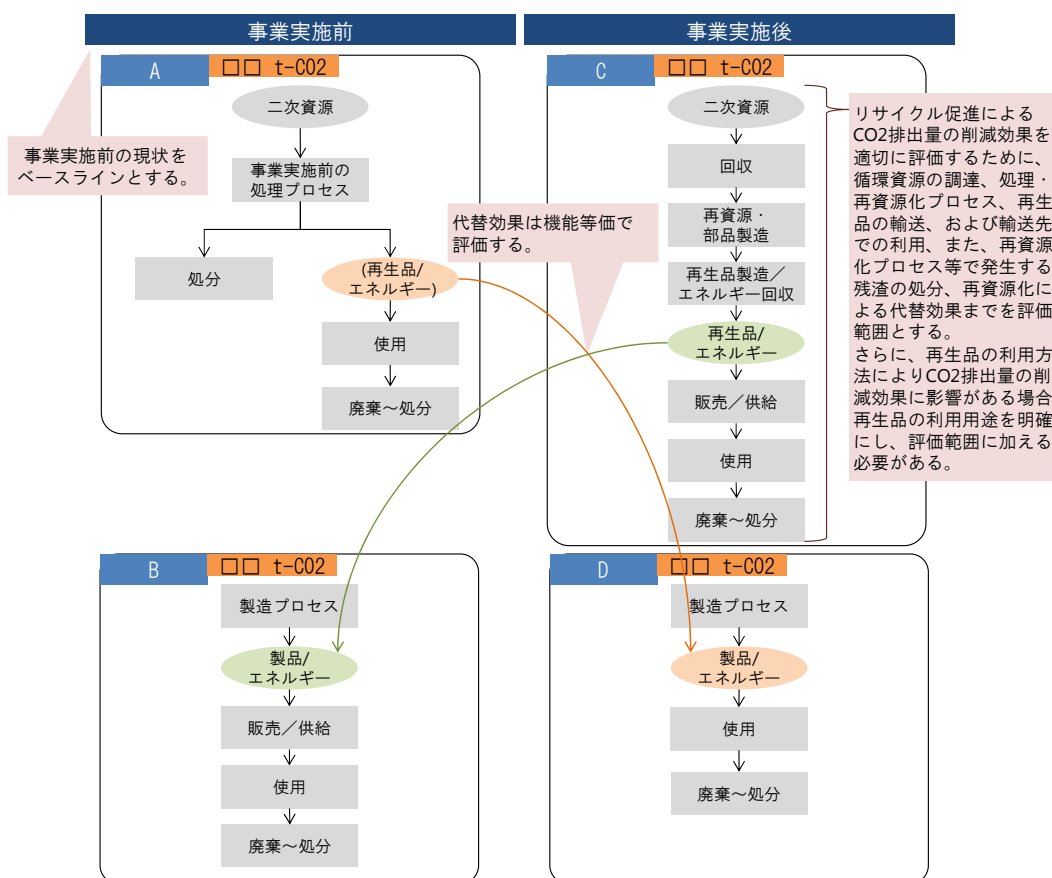 事業実施前
事業実施後
A
□□ t-CO2
二次資源
事業実施前の
処理プロセス
処分
(再生品/
エネルギー)
使用
廃棄～処分
事業実施前の現状を
ベースラインとする。
代替効果は機能等価で
評価する。
C
□□ t-CO2
二次資源
回収
再資源・
部品製造
再生品製造／
エネルギー回収
再生品/
エネルギー
販売／供給
使用
廃棄～処分
リサイクル促進による
CO2排出量の削減効果を
適切に評価するために、
循環資源の調達、処理・
再資源化プロセス、再生
品の輸送、および輸送先
での利用、また、再資源
化プロセス等で発生する
残渣の処分、再資源化に
よる代替効果までを評価
範囲とする。
さらに、再生品の利用方
法によりCO2排出量の削
減効果に影響がある場合
再生品の利用用途を明確
にし、評価範囲に加える
必要がある。
B
□□ t-CO2
製造プロセス
製品/
エネルギー
販売／供給
使用
廃棄～処分
D
□□ t-CO2
製造プロセス
製品/
エネルギー
使用
廃棄～処分